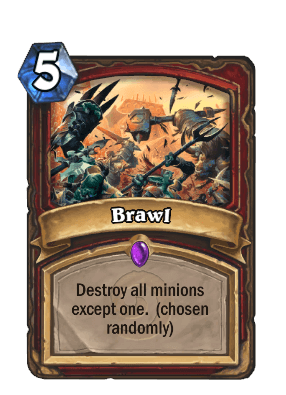 5
Brawl
Destroy all minions
except one.  (chosen
randomly)